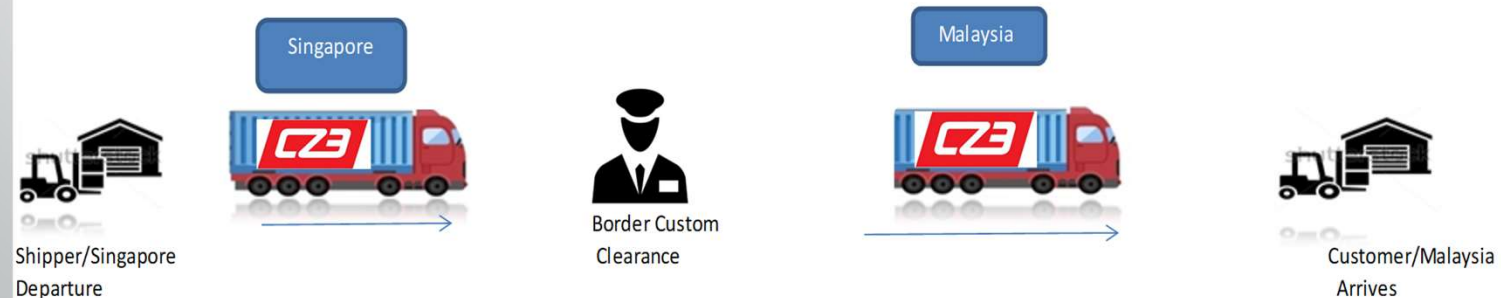 Singapore
Malaysia
CZ3
CZ3
Shipper/Singapore
Departure
Border Custom
Clearance
Customer/Malaysia
Arrives